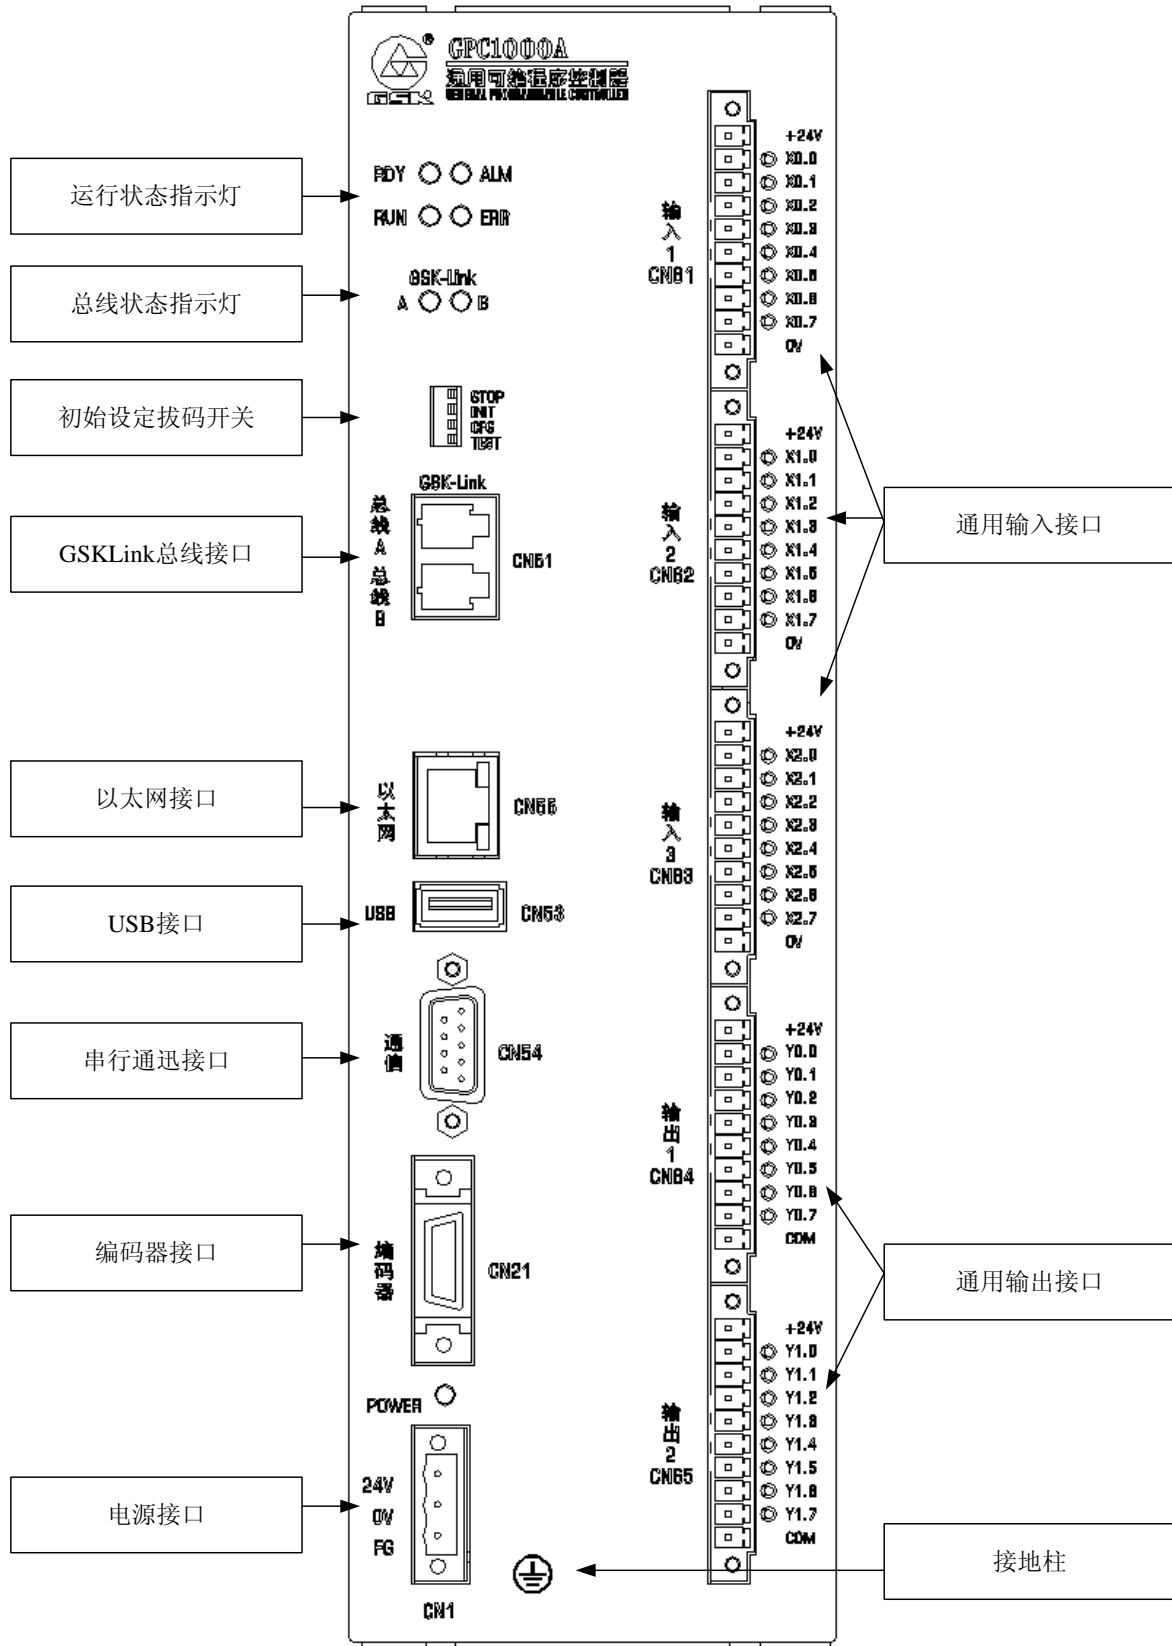 GSK
®
GPC1000A
通用可编程序控制器
GENERAL PROGRAMMABLE CONTROLLER
运行状态指示灯
RDY ALM
RUN ERR
总线状态指示灯
GSK-Link
A B
初始设定拔码开关
STOP
INIT
CFG
TEST
GSKLink总线接口
GSK-Link
总线A
总线B
CN51
以太网接口
以太网
CN55
USB接口
USB
CN53
串行通迅接口
通信
CN54
编码器接口
编码器
CN21
POWER
电源接口
24V
0V
FG
CN1
输入1
CN61
+24V
X0.0
X0.1
X0.2
X0.3
X0.4
X0.5
X0.6
X0.7
0V
输入2
CN62
+24V
X1.0
X1.1
X1.2
X1.3
X1.4
X1.5
X1.6
X1.7
0V
通用输入接口
输入3
CN63
+24V
X2.0
X2.1
X2.2
X2.3
X2.4
X2.5
X2.6
X2.7
0V
输出1
CN64
+24V
Y0.0
Y0.1
Y0.2
Y0.3
Y0.4
Y0.5
Y0.6
Y0.7
COM
通用输出接口
输出2
CN65
+24V
Y1.0
Y1.1
Y1.2
Y1.3
Y1.4
Y1.5
Y1.6
Y1.7
COM
接地柱